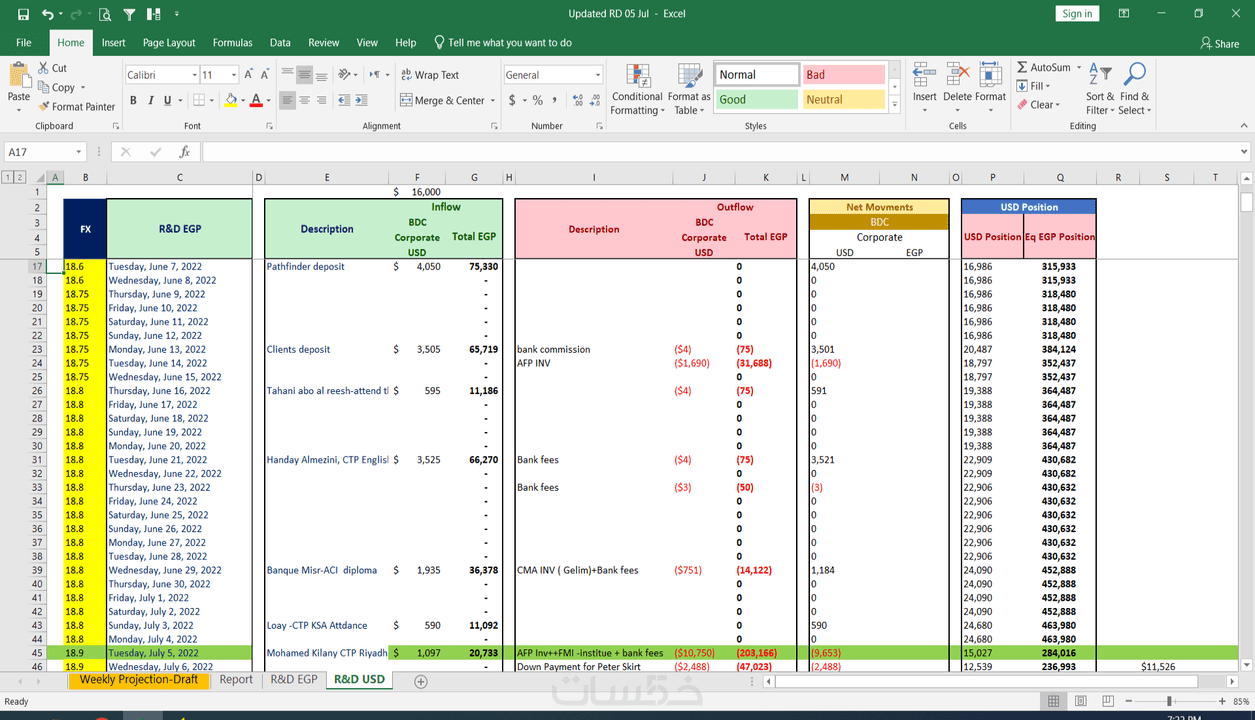 Updated RD 05 Jul - Excel
Sign in
File Home Insert Page Layout Formulas Data Review View Help Tell me what you want to do Share
Paste Cut Copy Format Painter Clipboard
Calibri 11 B I U Font
Wrap Text Merge & Center Alignment
General $ % , Number
Conditional Formatting Format as Table Normal Bad Good Neutral Styles
Insert Delete Format Cells
AutoSum Fill Clear Sort & Filter Find & Select Editing
A17 fx
1 2 A B C D E F G H I J K L M N O P Q R S T
1 $ 16,000
2 Inflow Outflow Net Movments USD Position
3 FX R&D EGP Description BDC Description BDC BDC
4 Corporate Total EGP Corporate Total EGP Corporate USD Position Eq EGP Position
5 USD USD USD EGP
17 18.6 Tuesday, June 7, 2022 Pathfinder deposit $ 4,050 75,330 0 4,050 16,986 315,933
18 18.6 Wednesday, June 8, 2022 - 0 0 16,986 315,933
19 18.75 Thursday, June 9, 2022 - 0 0 16,986 318,480
20 18.75 Friday, June 10, 2022 - 0 0 16,986 318,480
21 18.75 Saturday, June 11, 2022 - 0 0 16,986 318,480
22 18.75 Sunday, June 12, 2022 - 0 0 16,986 318,480
23 18.75 Monday, June 13, 2022 Clients deposit $ 3,505 65,719 bank commission ($4) (75) 3,501 20,487 384,124
24 18.75 Tuesday, June 14, 2022 - AFP INV ($1,690) (31,688) (1,690) 18,797 352,437
25 18.75 Wednesday, June 15, 2022 - 0 0 18,797 352,437
26 18.8 Thursday, June 16, 2022 Tahani abo al reesh-attend $ 595 11,186 ($4) (75) 591 19,388 364,487
27 18.8 Friday, June 17, 2022 - 0 0 19,388 364,487
28 18.8 Saturday, June 18, 2022 - 0 0 19,388 364,487
29 18.8 Sunday, June 19, 2022 - 0 0 19,388 364,487
30 18.8 Monday, June 20, 2022 - 0 0 19,388 364,487
31 18.8 Tuesday, June 21, 2022 Handay Almezini, CTP English $ 3,525 66,270 Bank fees ($4) (75) 3,521 22,909 430,682
32 18.8 Wednesday, June 22, 2022 - 0 0 22,909 430,682
33 18.8 Thursday, June 23, 2022 - Bank fees ($3) (50) (3) 22,906 430,632
34 18.8 Friday, June 24, 2022 - 0 0 22,906 430,632
35 18.8 Saturday, June 25, 2022 - 0 0 22,906 430,632
36 18.8 Sunday, June 26, 2022 - 0 0 22,906 430,632
37 18.8 Monday, June 27, 2022 - 0 0 22,906 430,632
38 18.8 Tuesday, June 28, 2022 - 0 0 22,906 430,632
39 18.8 Wednesday, June 29, 2022 Banque Misr-ACI diploma $ 1,935 36,378 CMA INV ( Gelim)+Bank fees ($751) (14,122) 1,184 24,090 452,888
40 18.8 Thursday, June 30, 2022 - 0 0 24,090 452,888
41 18.8 Friday, July 1, 2022 - 0 0 24,090 452,888
42 18.8 Saturday, July 2, 2022 - 0 0 24,090 452,888
43 18.8 Sunday, July 3, 2022 Loay -CTP KSA Attdance $ 590 11,092 0 590 24,680 463,980
44 18.8 Monday, July 4, 2022 - 0 0 24,680 463,980
45 18.9 Tuesday, July 5, 2022 Mohamed Kilany CTP Riyadh $ 1,097 20,733 AFP Inv++FMI -institue + bank fees ($10,750) (203,166) (9,653) 15,027 284,016
46 18.9 Wednesday, July 6, 2022 - Down Payment for Peter Skirt ($2,488) (47,023) (2,488) 12,539 236,993 $11,526
Weekly Projection-Draft Report R&D EGP R&D USD
خمسات
Ready 85%
7:22 PM